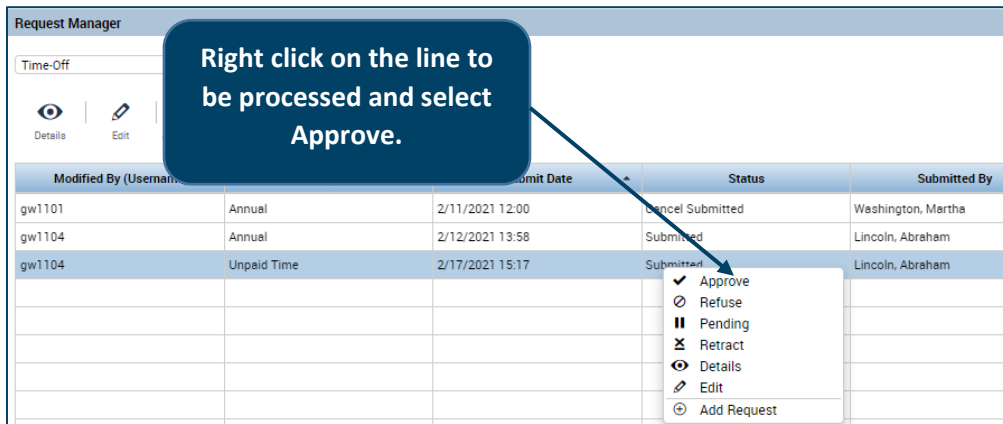 Request Manager
Time-Off
Right click on the line to
be processed and select
Approve.
Details
Edit
Modified By Submit Date Status Submitted By
gw1101 Annual 2/11/2021 12:00 Cancel Submitted Washington, Martha
gw1104 Annual 2/12/2021 13:58 Submitted Lincoln, Abraham
gw1104 Unpaid Time 2/17/2021 15:17 Submitted Lincoln, Abraham
Approve
Refuse
Pending
Retract
Details
Edit
Add Request